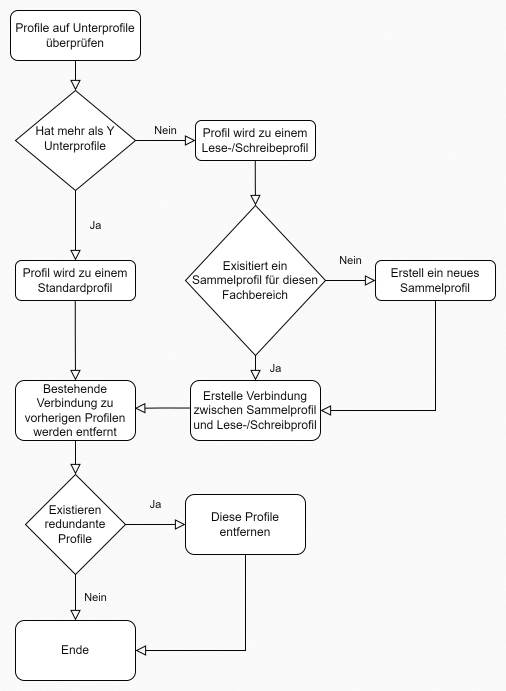 Profile auf Unterprofile
überprüfen
Hat mehr als Y
Unterprofile
Nein
Profil wird zu einem
Lese-/Schreibeprofil
Ja
Profil wird zu einem
Standardprofil
Exisitiert ein
Sammelprofil für diesen
Fachbereich
Nein
Erstell ein neues
Sammelprofil
Ja
Bestehende
Verbindung zu
vorherigen Profilen
werden entfernt
Erstelle Verbindung
zwischen Sammelprofil
und Lese-/Schreibprofil
Existieren
redundante
Profile
Ja
Diese Profile
entfernen
Nein
Ende